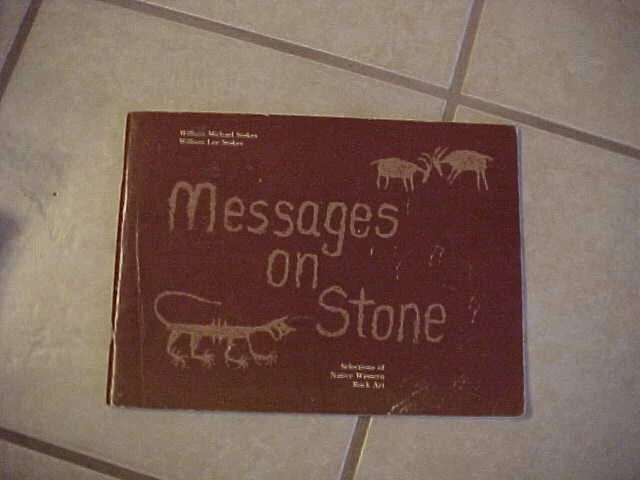 William Michael Stokes
William Lee Stokes
Messages
on
Stone
Selections of
Native Western
Rock Art